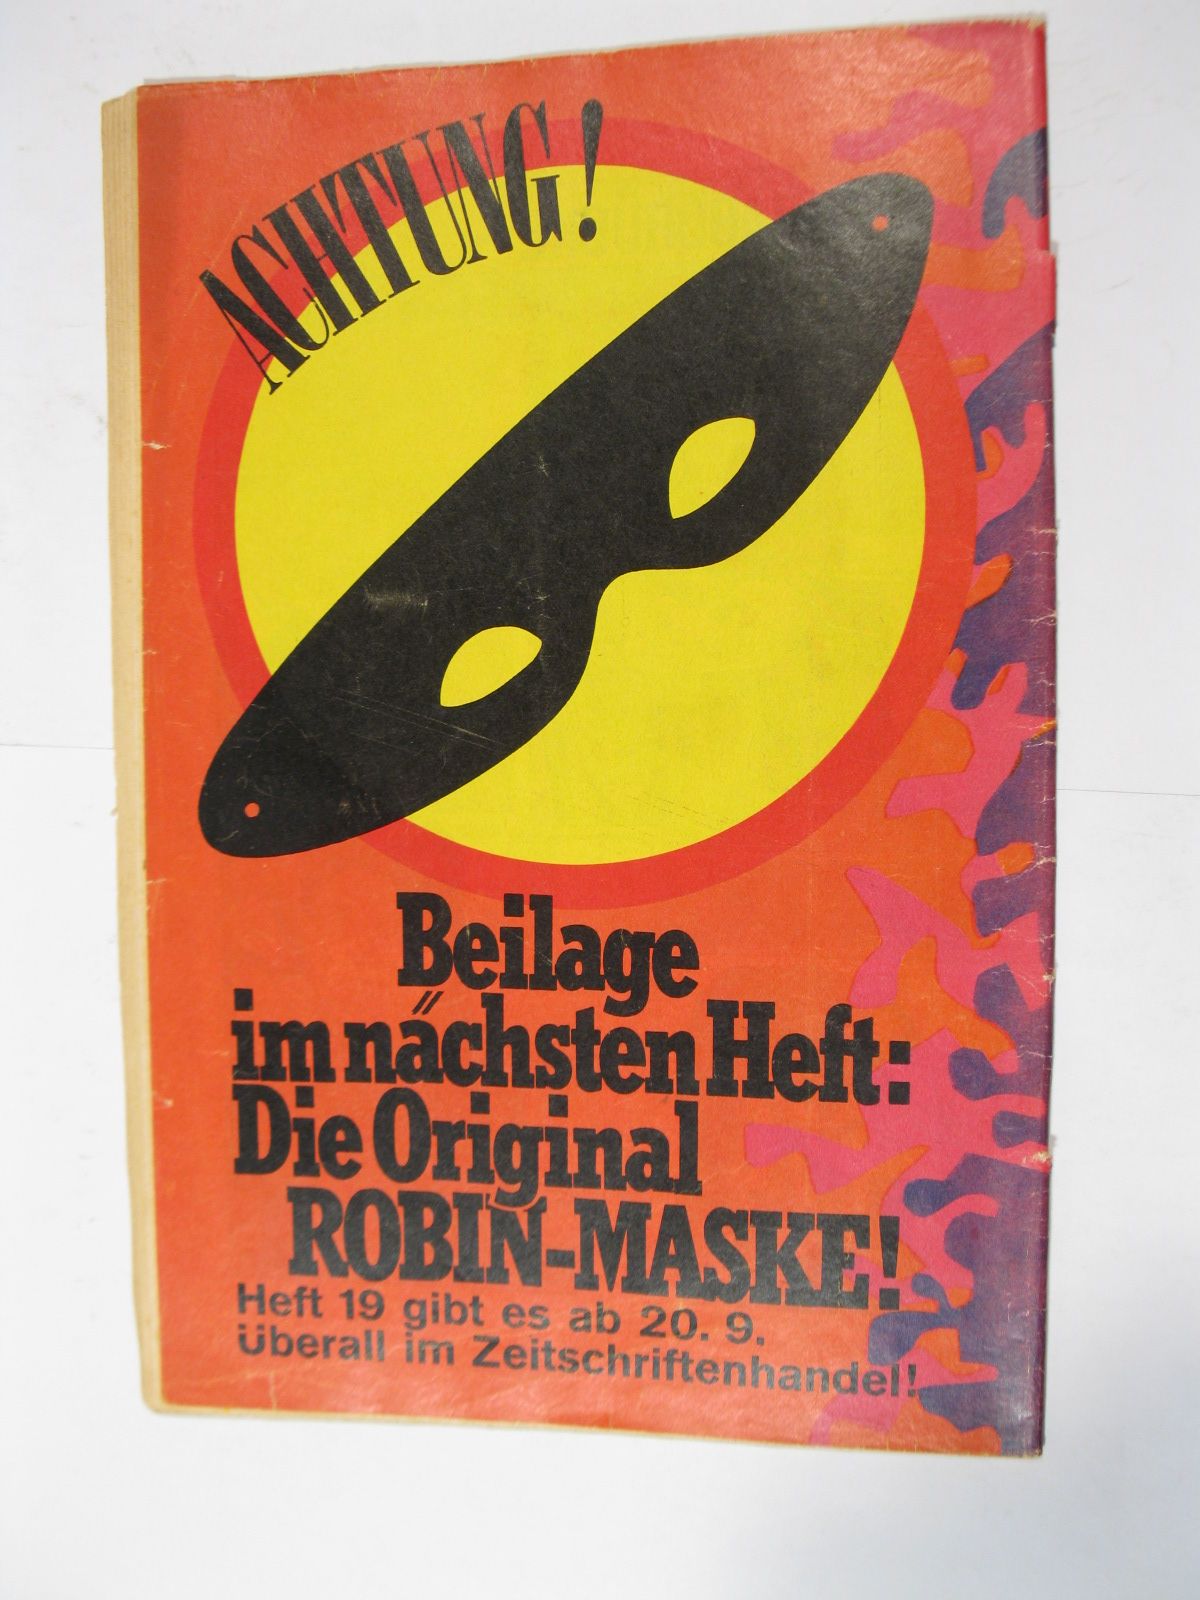 ACHTUNG!
Beilage
im nächsten Heft:
Die Original
ROBIN-MASKE!
Heft 19 gibt es ab 20. 9.
überall im Zeitschriftenhandel!